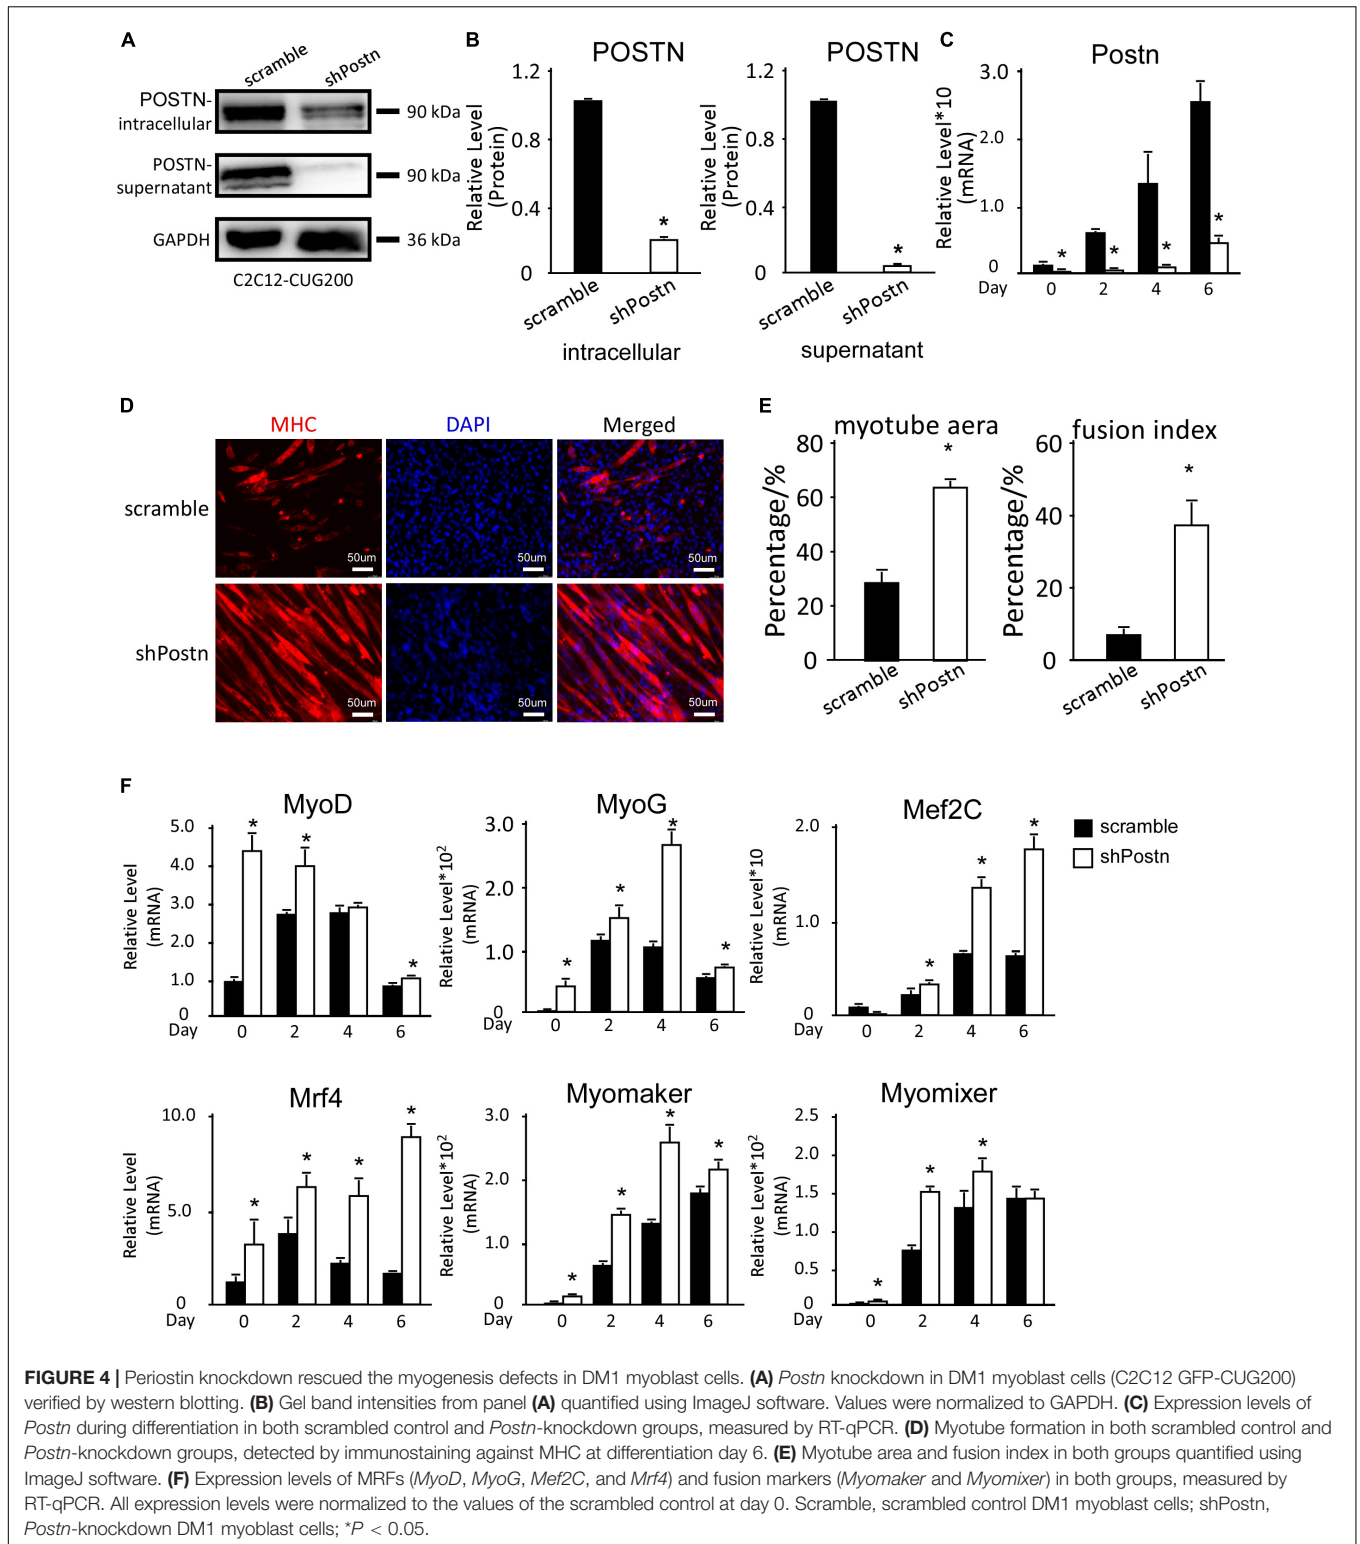 A
scramble
shPostn
POSTN-
intracellular
90 kDa
POSTN-
supernatant
90 kDa
GAPDH
36 kDa
C2C12-CUG200
B
POSTN
Relative Level
(Protein)
1.2
0.8
0.4
0
*
scramble
shPostn
intracellular
POSTN
Relative Level
(Protein)
1.2
0.8
0.4
0
*
scramble
shPostn
supernatant
C
Postn
Relative Level*10
(mRNA)
3.0
2.0
1.0
0
* * * *
Day 0 2 4 6
D
MHC DAPI Merged
scramble
50um 50um 50um
shPostn
50um 50um 50um
E
myotube aera
Percentage/%
80
60
40
20
0
*
scramble
shPostn
fusion index
Percentage/%
60
40
20
0
*
scramble
shPostn
F
MyoD
Relative Level
(mRNA)
5.0
4.0
3.0
2.0
1.0
0
* * *
Day 0 2 4 6
MyoG
Relative Level*10²
(mRNA)
3.0
2.0
1.0
0
* * * *
Day 0 2 4 6
Mef2C
Relative Level*10
(mRNA)
2.0
1.0
0
* * *
Day 0 2 4 6
scramble
shPostn
Mrf4
Relative Level
(mRNA)
10.0
5.0
0
* * * *
Day 0 2 4 6
Myomaker
Relative Level*10²
(mRNA)
3.0
2.0
1.0
0
* * * *
Day 0 2 4 6
Myomixer
Relative Level*10²
(mRNA)
2.5
2.0
1.5
1.0
0.5
0
* * *
Day 0 2 4 6
FIGURE 4 | Periostin knockdown rescued the myogenesis defects in DM1 myoblast cells. (A) Postn knockdown in DM1 myoblast cells (C2C12 GFP-CUG200)
verified by western blotting. (B) Gel band intensities from panel (A) quantified using ImageJ software. Values were normalized to GAPDH. (C) Expression levels of
Postn during differentiation in both scrambled control and Postn-knockdown groups, measured by RT-qPCR. (D) Myotube formation in both scrambled control and
Postn-knockdown groups, detected by immunostaining against MHC at differentiation day 6. (E) Myotube area and fusion index in both groups quantified using
ImageJ software. (F) Expression levels of MRFs (MyoD, MyoG, Mef2C, and Mrf4) and fusion markers (Myomaker and Myomixer) in both groups, measured by
RT-qPCR. All expression levels were normalized to the values of the scrambled control at day 0. Scramble, scrambled control DM1 myoblast cells; shPostn,
Postn-knockdown DM1 myoblast cells; *P < 0.05.